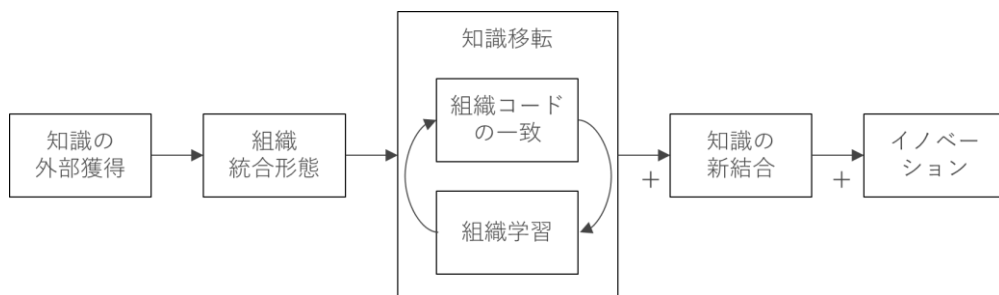 知識移転
組織コード
の一致
知識の
外部獲得
組織
統合形態
組織学習
+
知識の
新結合
+
イノベー
ション